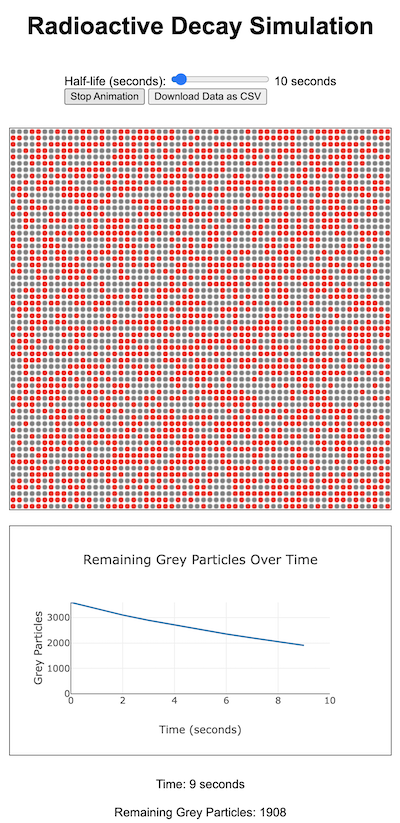 Radioactive Decay Simulation
Half-life (seconds): 10 seconds
Stop Animation Download Data as CSV
Remaining Grey Particles Over Time
3000
2000
1000
0
Grey Particles
0 2 4 6 8 10
Time (seconds)
Time: 9 seconds
Remaining Grey Particles: 1908